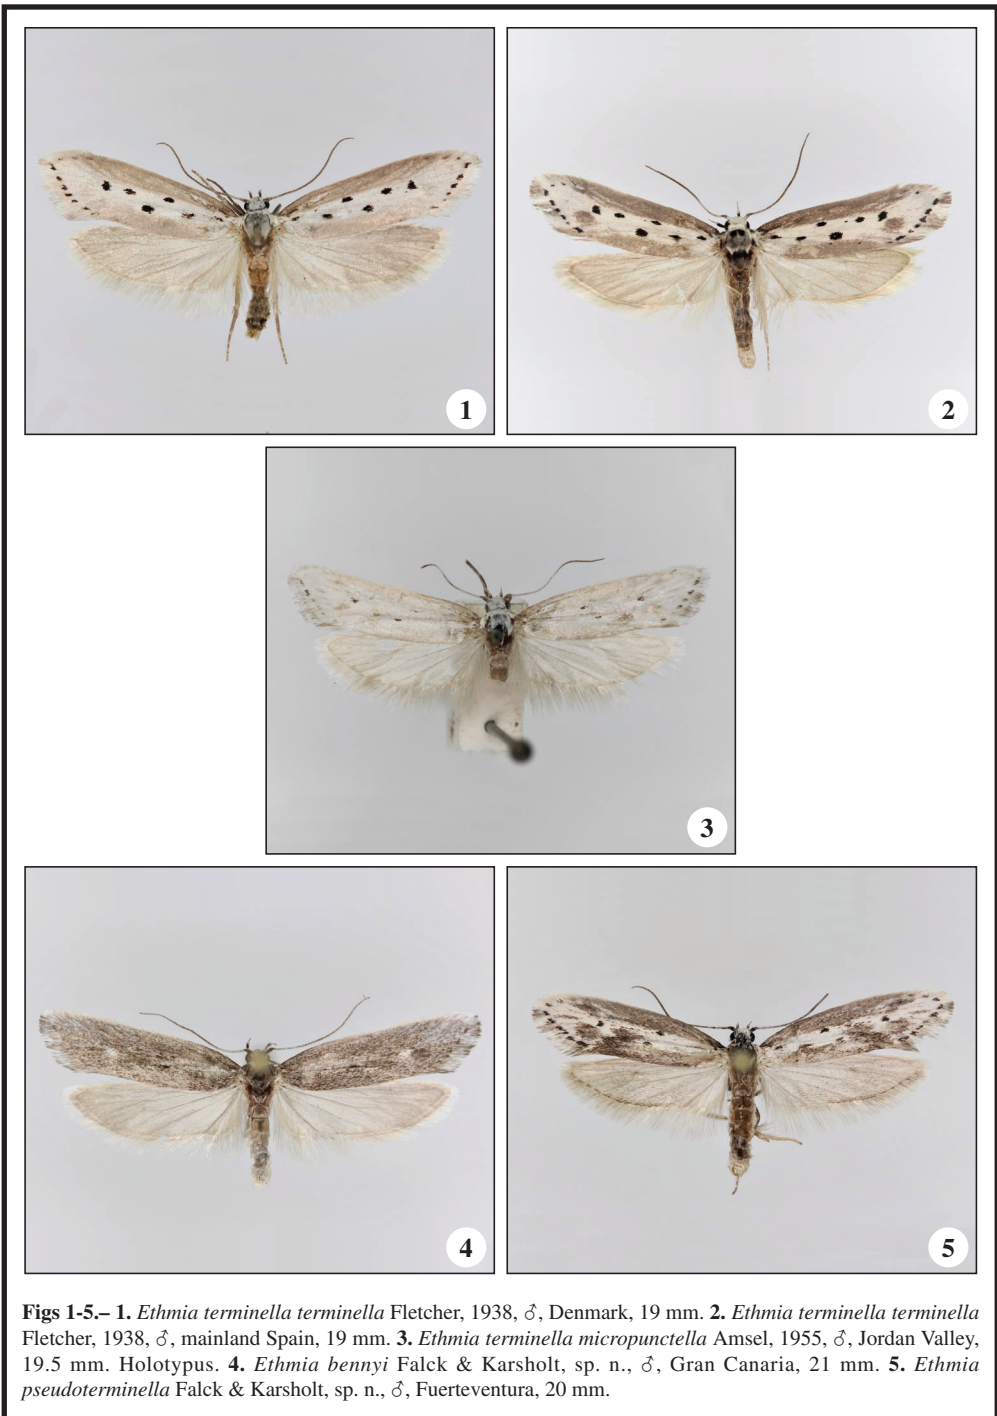 1
2
3
4
5
Figs 1-5.– 1. Ethmia terminella terminella Fletcher, 1938, ♂, Denmark, 19 mm. 2. Ethmia terminella terminella
Fletcher, 1938, ♂, mainland Spain, 19 mm. 3. Ethmia terminella micropunctella Amsel, 1955, ♂, Jordan Valley,
19.5 mm. Holotypus. 4. Ethmia bennyi Falck & Karsholt, sp. n., ♂, Gran Canaria, 21 mm. 5. Ethmia
pseudoterminella Falck & Karsholt, sp. n., ♂, Fuerteventura, 20 mm.